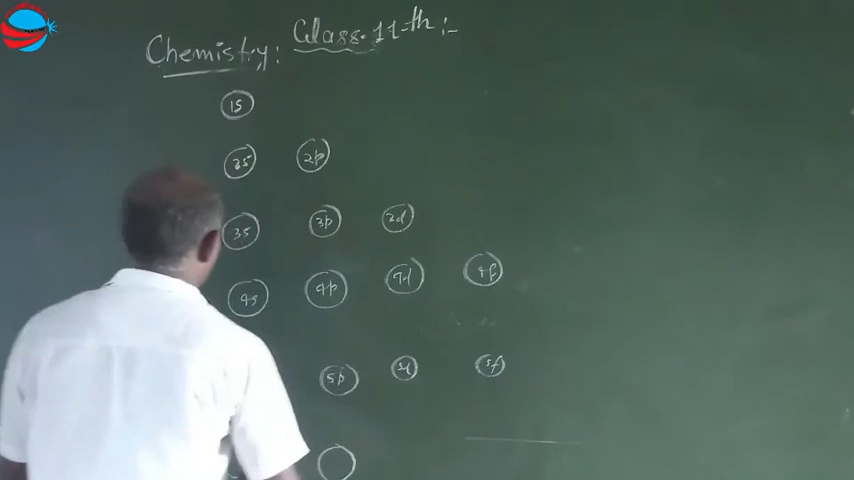 Chemistry: Class. 11-th :-
1s
2s 2p
3s 3p 3d
4s 4p 4d 4f
5p 5d 5f